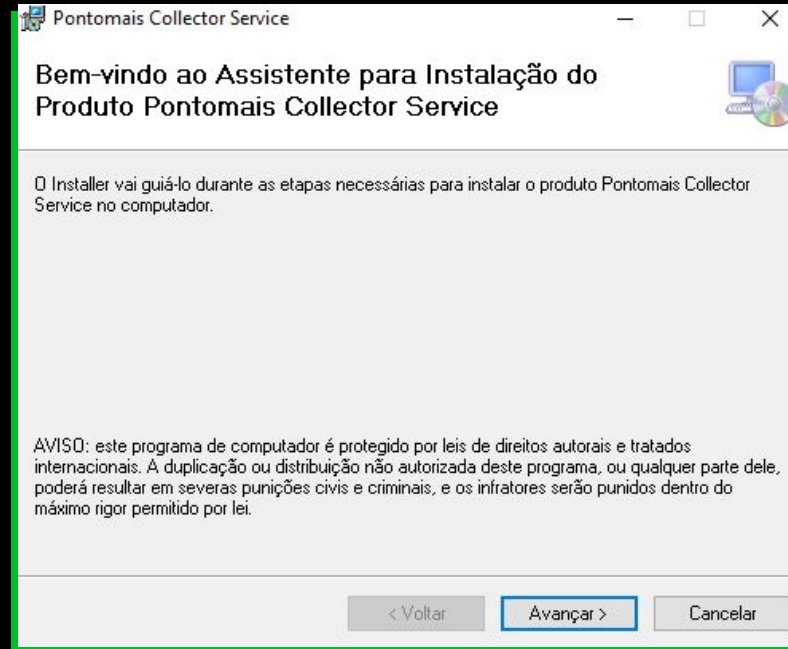 Pontomais Collector Service
Bem-vindo ao Assistente para Instalação do
Produto Pontomais Collector Service
O Installer vai guiá-lo durante as etapas necessárias para instalar o produto Pontomais Collector
Service no computador.
AVISO: este programa de computador é protegido por leis de direitos autorais e tratados
internacionais. A duplicação ou distribuição não autorizada deste programa, ou qualquer parte dele,
poderá resultar em severas punições civis e criminais, e os infratores serão punidos dentro do
máximo rigor permitido por lei.
< Voltar
Avançar >
Cancelar